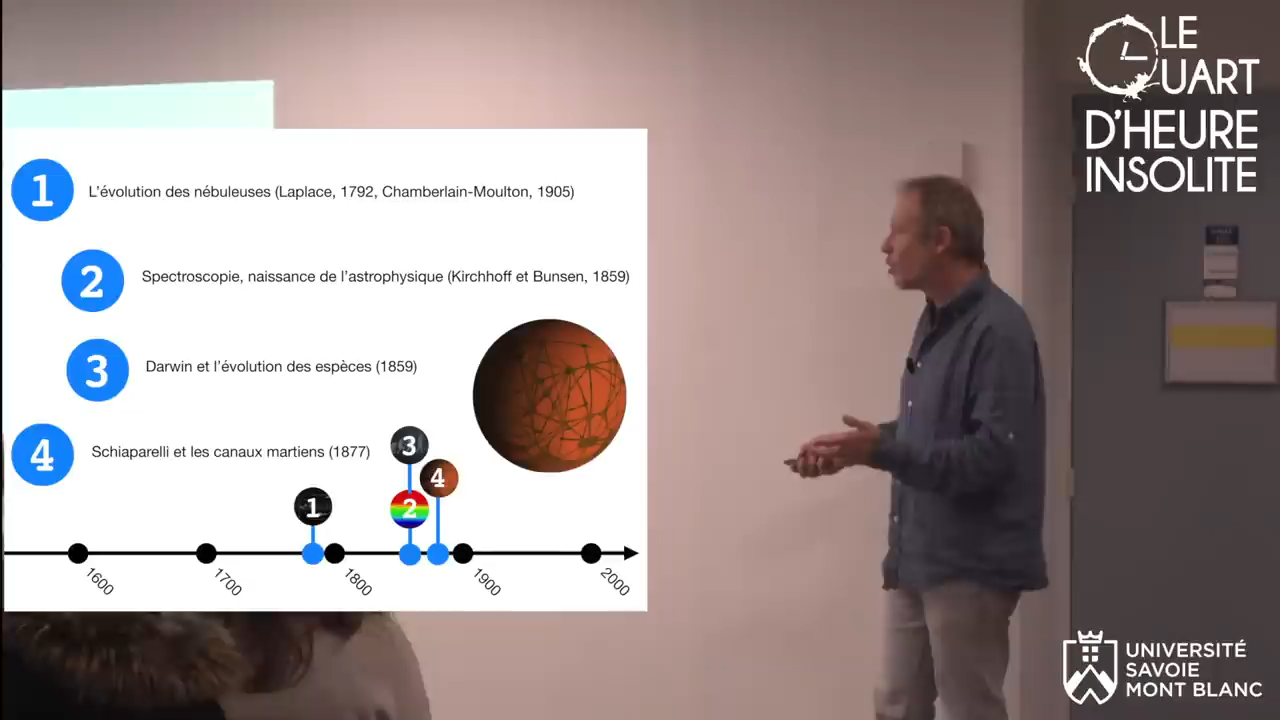 LE
QUART
D'HEURE
INSOLITE
1 L'évolution des nébuleuses (Laplace, 1792, Chamberlain-Moulton, 1905)
2 Spectroscopie, naissance de l'astrophysique (Kirchhoff et Bunsen, 1859)
3 Darwin et l'évolution des espèces (1859)
4 Schiaparelli et les canaux martiens (1877)
3
4
1
2
1600
1700
1800
1900
2000
UNIVERSITÉ
SAVOIE
MONT BLANC